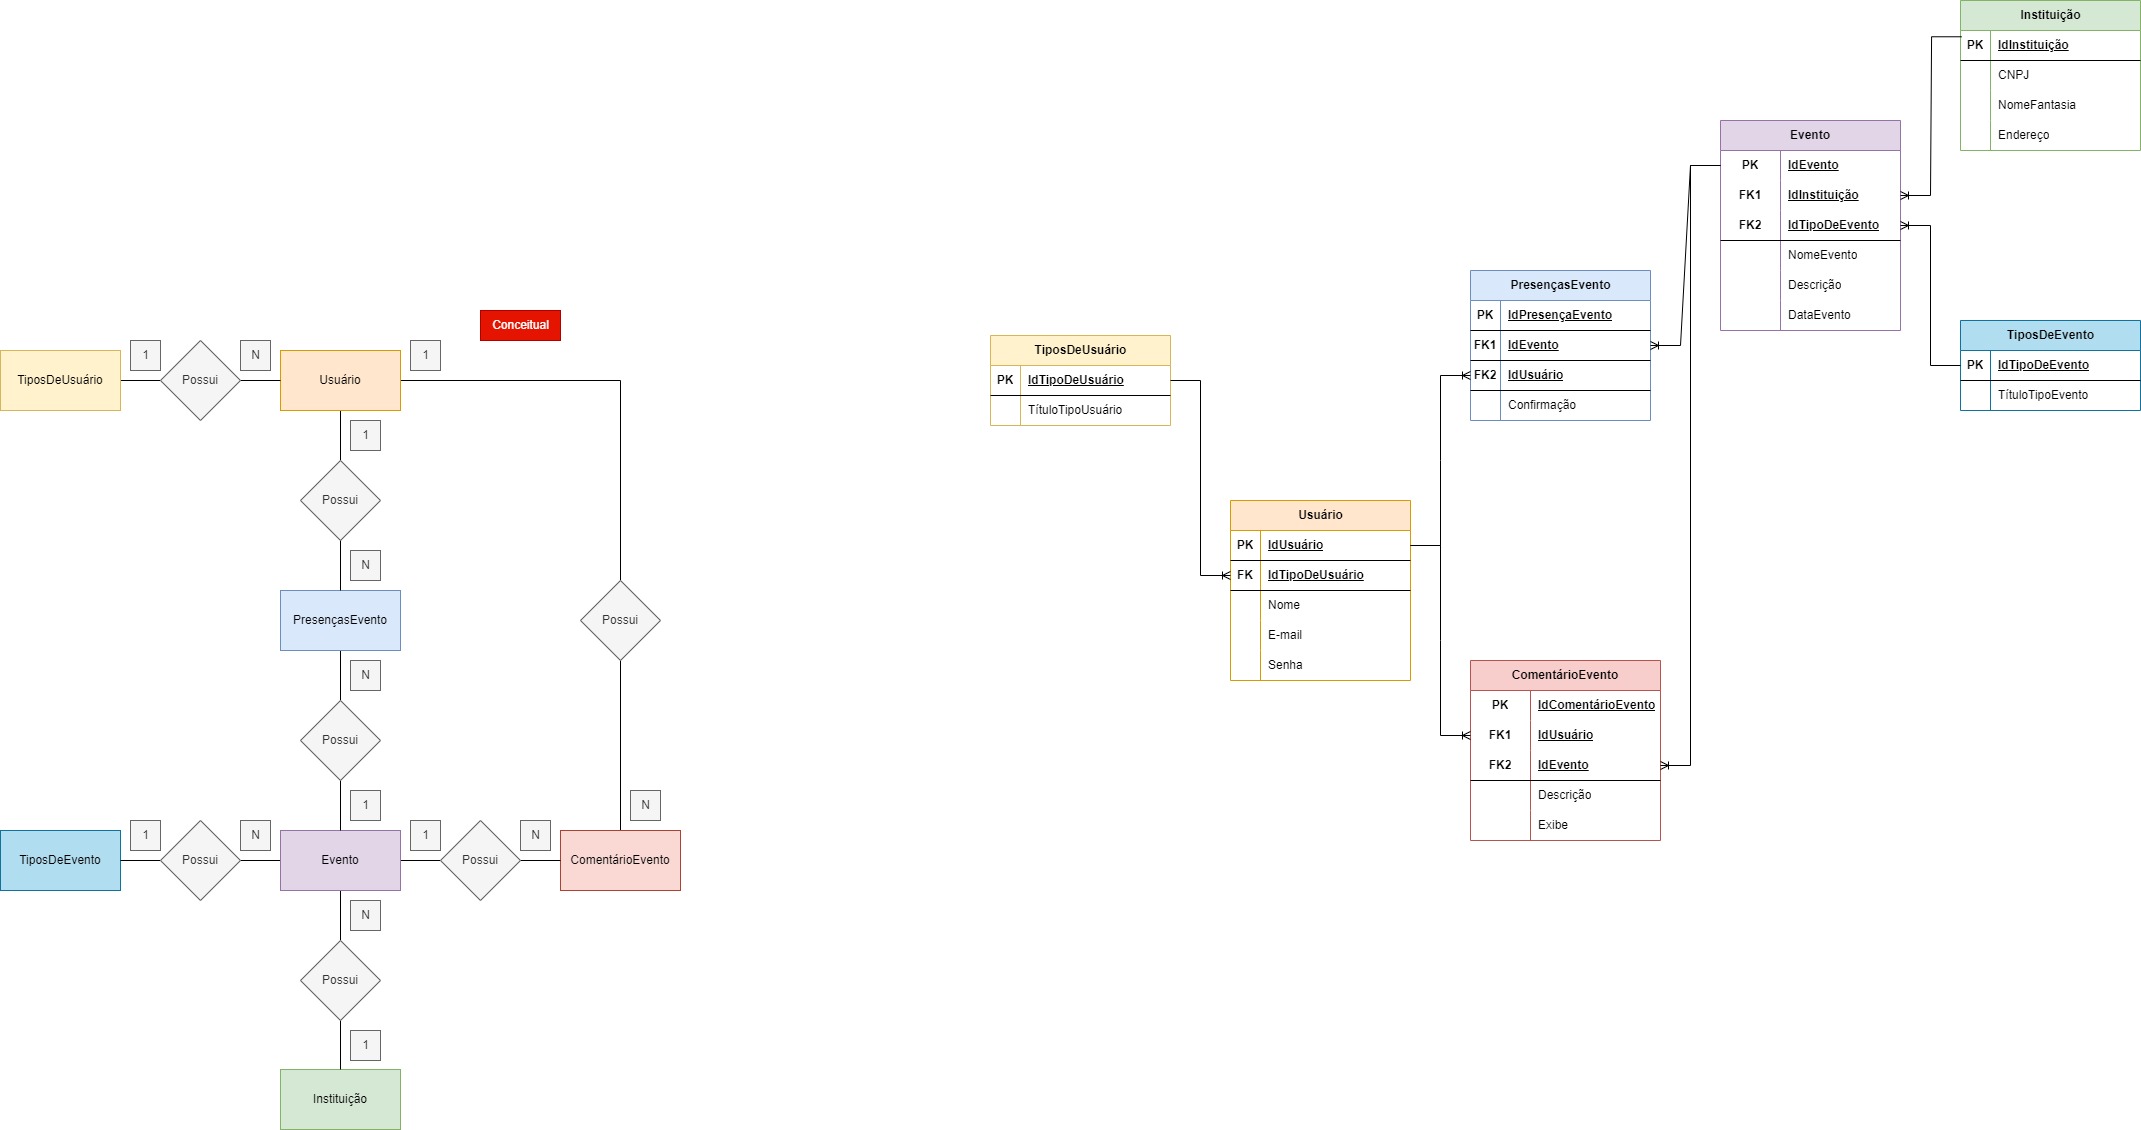 Conceitual
TiposDeUsuário
1
Possui
N
Usuário
1
1
Possui
N
PresençasEvento
Possui
N
Possui
1
N
TiposDeEvento
1
Possui
N
Evento
1
Possui
N
ComentárioEvento
N
Possui
1
Instituição
TiposDeUsuário
PK IdTipoDeUsuário
TítuloTipoUsuário
Usuário
PK IdUsuário
FK IdTipoDeUsuário
Nome
E-mail
Senha
PresençasEvento
PK IdPresençaEvento
FK1 IdEvento
FK2 IdUsuário
Confirmação
ComentárioEvento
PK IdComentárioEvento
FK1 IdUsuário
FK2 IdEvento
Descrição
Exibe
Evento
PK IdEvento
FK1 IdInstituição
FK2 IdTipoDeEvento
NomeEvento
Descrição
DataEvento
Instituição
PK IdInstituição
CNPJ
NomeFantasia
Endereço
TiposDeEvento
PK IdTipoDeEvento
TítuloTipoEvento